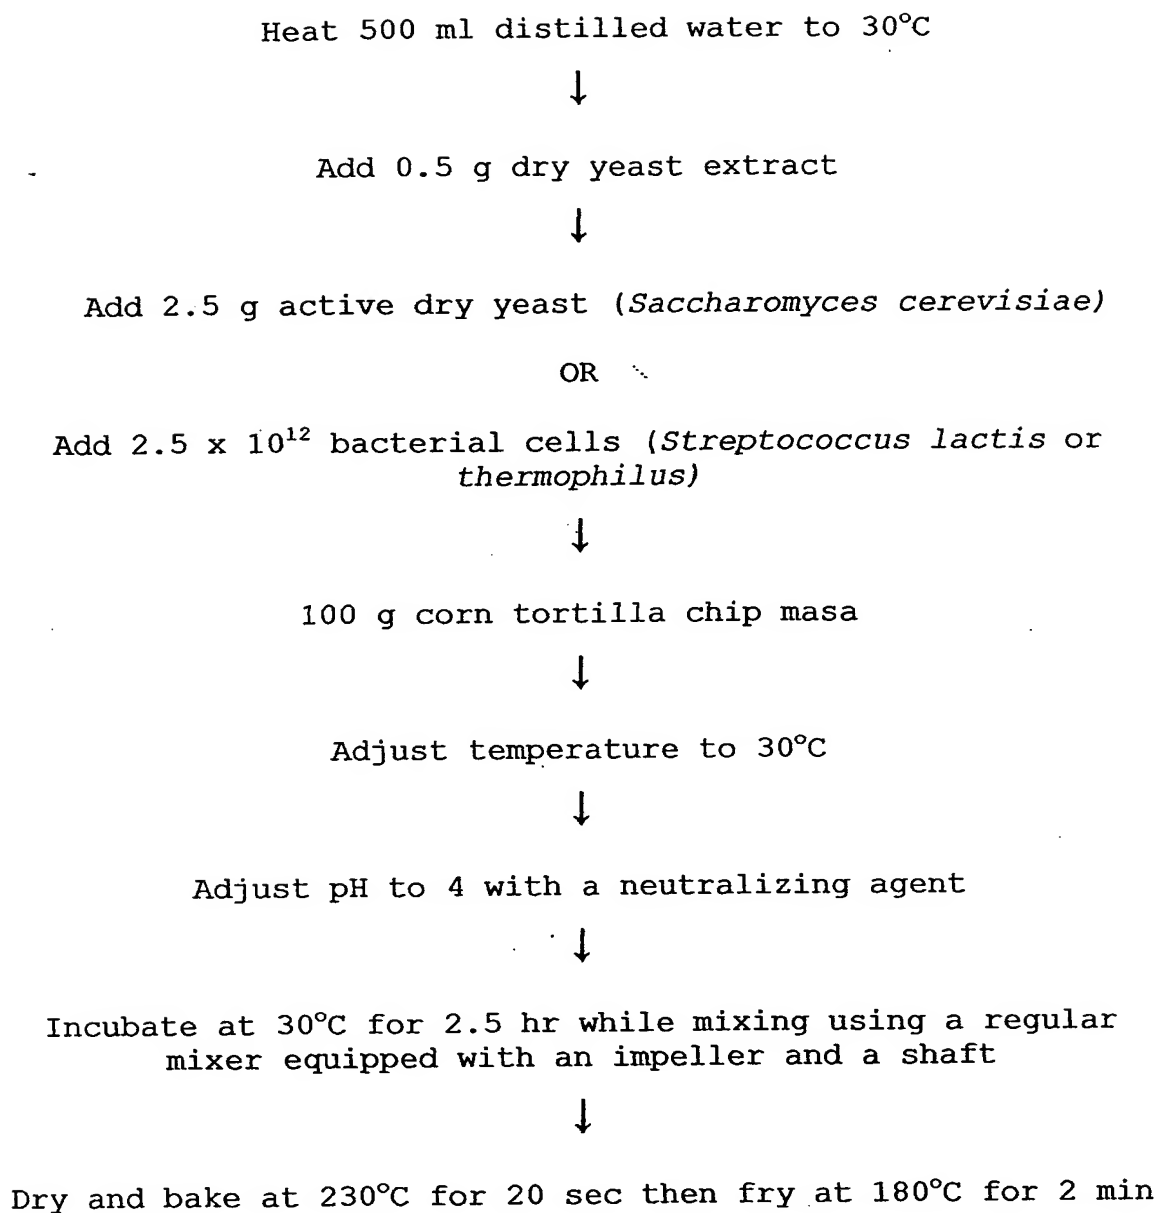 Heat 500 ml distilled water to 30°C
↓
Add 0.5 g dry yeast extract
↓
Add 2.5 g active dry yeast (Saccharomyces cerevisiae)
OR
Add 2.5 x 10¹² bacterial cells (Streptococcus lactis or
thermophilus)
↓
100 g corn tortilla chip masa
↓
Adjust temperature to 30°C
↓
Adjust pH to 4 with a neutralizing agent
↓
Incubate at 30°C for 2.5 hr while mixing using a regular
mixer equipped with an impeller and a shaft
↓
Dry and bake at 230°C for 20 sec then fry at 180°C for 2 min